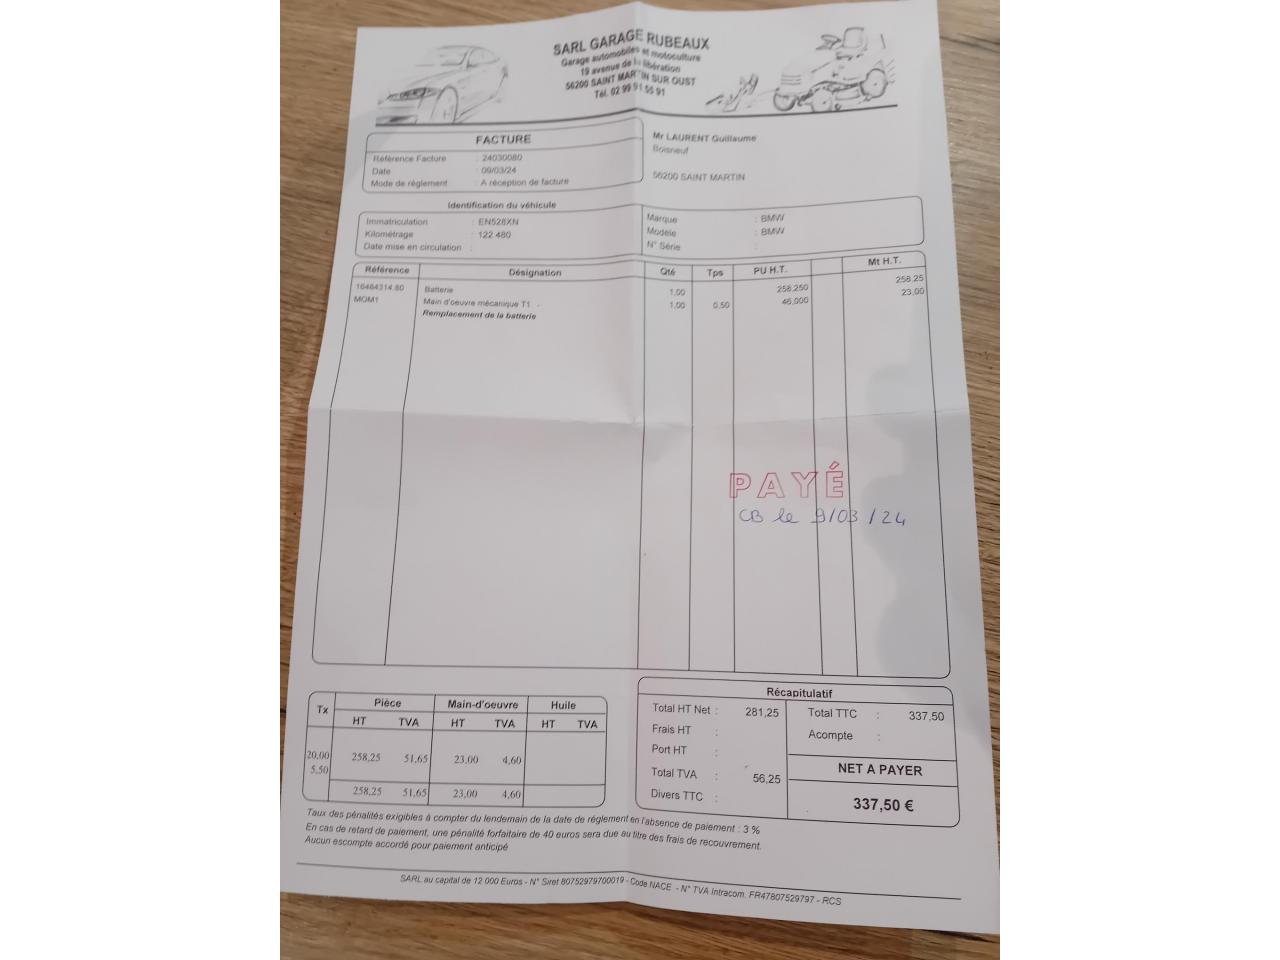 SARL GARAGE RUBEAUX
Garage automobiles et motoculture
19 avenue de la libération
56200 SAINT MARTIN SUR OUST
Tél. 02 99 91 55 91
FACTURE
Référence Facture : 24030080
Date : 09/03/24
Mode de règlement : A réception de facture
Mr LAURENT Guillaume
Boisneuf
56200 SAINT MARTIN
Identification du véhicule
Immatriculation : EN528XN
Kilométrage : 122 480
Date mise en circulation :
Marque : BMW
Modèle : BMW
N° Série :
Référence Désignation Qté Tps PU H.T. Mt H.T.
16484314.80 Batterie 1,00 258,250 258,25
MOM1 Main d'oeuvre mécanique T1 - 1,00 0,50 46,000 23,00
Remplacement de la batterie
PAYÉ
CB le 9/03/24
Tx Pièce Main-d'oeuvre Huile
HT TVA HT TVA HT TVA
20,00 258,25 51,65 23,00 4,60
5,50
258,25 51,65 23,00 4,60
Récapitulatif
Total HT Net : 281,25
Frais HT :
Port HT :
Total TVA : 56,25
Divers TTC :
Total TTC : 337,50
Acompte :
NET A PAYER
337,50 €
Taux des pénalités exigibles à compter du lendemain de la date de réglement en l'absence de paiement : 3 %
En cas de retard de paiement, une pénalité forfaitaire de 40 euros sera due au titre des frais de recouvrement.
Aucun escompte accordé pour paiement anticipé
SARL au capital de 12 000 Euros - N° Siret 80752979700019 - Code NACE - N° TVA Intracom. FR47807529797 - RCS